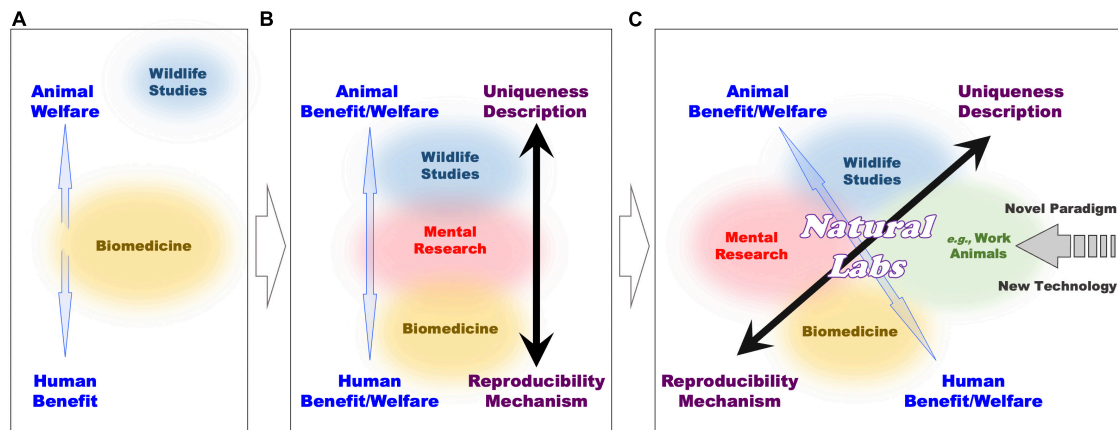 A
Wildlife
Studies
Animal
Welfare
Biomedicine
Human
Benefit
B
Animal
Benefit/Welfare
Uniqueness
Description
Wildlife
Studies
Mental
Research
Biomedicine
Human
Benefit/Welfare
Reproducibility
Mechanism
C
Animal
Benefit/Welfare
Uniqueness
Description
Wildlife
Studies
Novel Paradigm
Mental
Research
Natural
Labs
e.g., Work
Animals
New Technology
Biomedicine
Reproducibility
Mechanism
Human
Benefit/Welfare